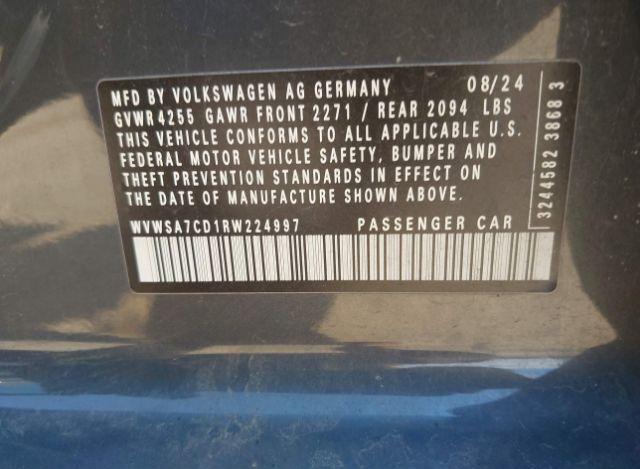 MFD BY VOLKSWAGEN AG GERMANY 08/24
GVWR 4255 GAWR FRONT 2271 / REAR 2094 LBS
THIS VEHICLE CONFORMS TO ALL APPLICABLE U.S.
FEDERAL MOTOR VEHICLE SAFETY, BUMPER AND
THEFT PREVENTION STANDARDS IN EFFECT ON
THE DATE OF MANUFACTURE SHOWN ABOVE.
WVWSA7CD1RW224997 PASSENGER CAR
3244582 3868 3